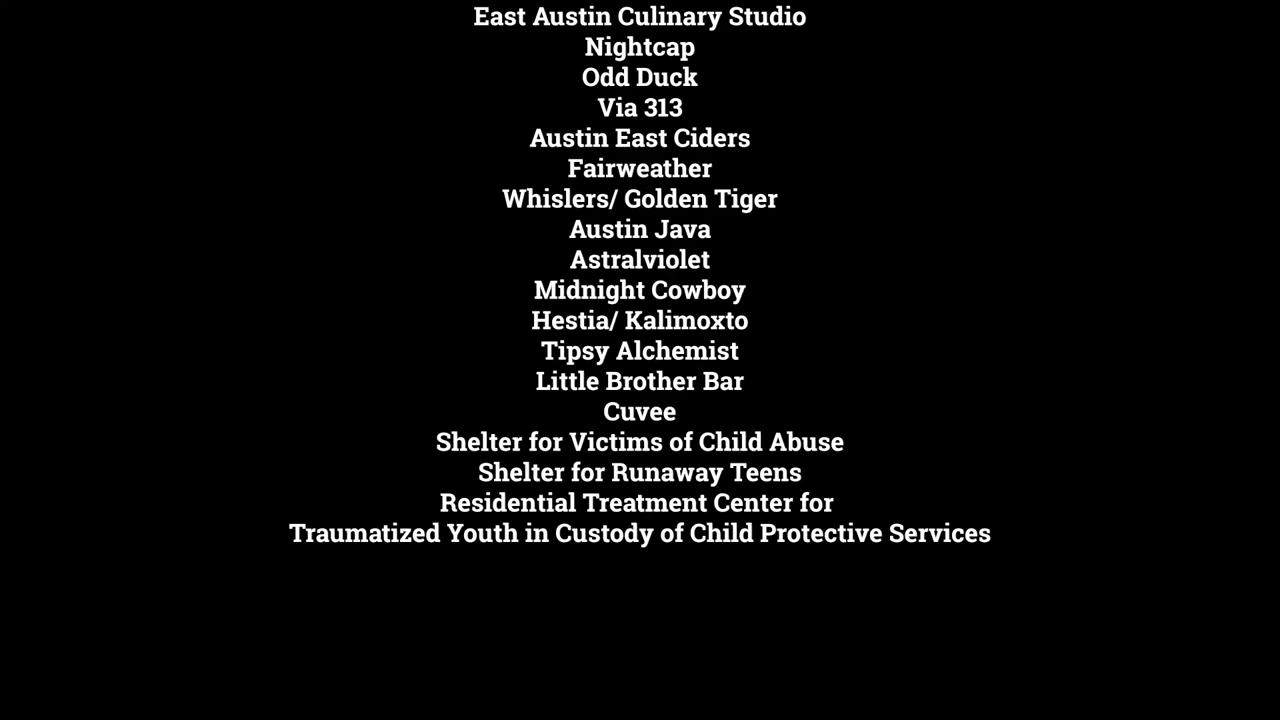 East Austin Culinary Studio
Nightcap
Odd Duck
Via 313
Austin East Ciders
Fairweather
Whislers/ Golden Tiger
Austin Java
Astralviolet
Midnight Cowboy
Hestia/ Kalimoxto
Tipsy Alchemist
Little Brother Bar
Cuvee
Shelter for Victims of Child Abuse
Shelter for Runaway Teens
Residential Treatment Center for
Traumatized Youth in Custody of Child Protective Services